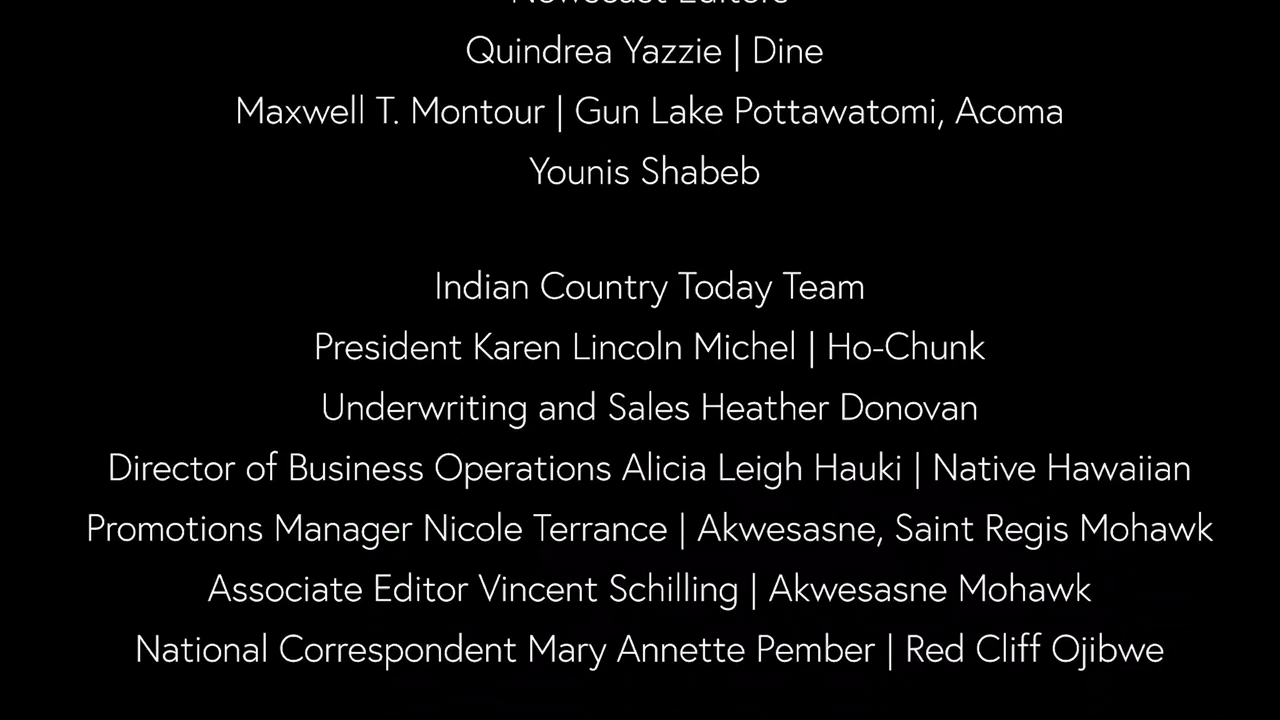 Newscast Editors
Quindrea Yazzie | Dine
Maxwell T. Montour | Gun Lake Pottawatomi, Acoma
Younis Shabeb
Indian Country Today Team
President Karen Lincoln Michel | Ho-Chunk
Underwriting and Sales Heather Donovan
Director of Business Operations Alicia Leigh Hauki | Native Hawaiian
Promotions Manager Nicole Terrance | Akwesasne, Saint Regis Mohawk
Associate Editor Vincent Schilling | Akwesasne Mohawk
National Correspondent Mary Annette Pember | Red Cliff Ojibwe